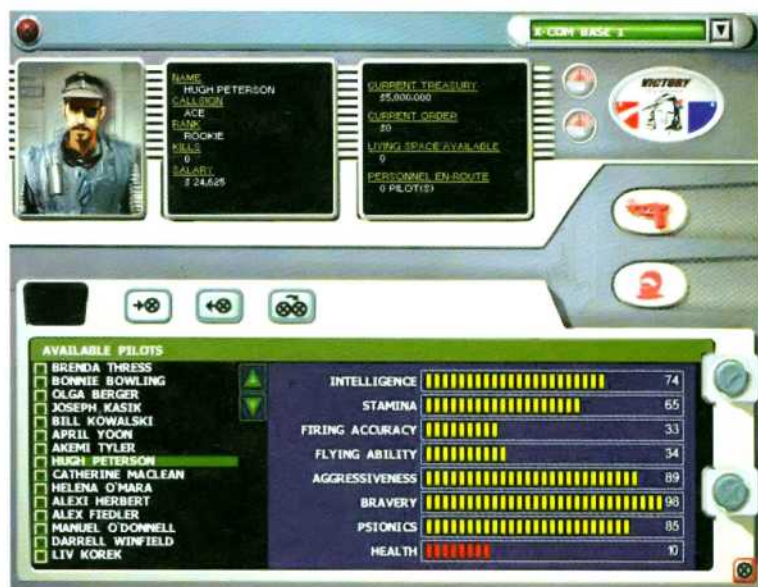 X-COM BASE 1
NAME
HUGH PETERSON
CALLSIGN
ACE
RANK
ROOKIE
KILLS
0
SALARY
$ 24,625
CURRENT TREASURY
$5,000,000
CURRENT ORDER
$0
LIVING SPACE AVAILABLE
0
PERSONNEL EN-ROUTE
0 PILOT(S)
VICTORY
AVAILABLE PILOTS
BRENDA THRESS
BONNIE BOWLING
OLGA BERGER
JOSEPH KASIK
BILL KOWALSKI
APRIL YOON
AKEMI TYLER
HUGH PETERSON
CATHERINE MACLEAN
HELENA O'MARA
ALEXI HERBERT
ALEX FIEDLER
MANUEL O'DONNELL
DARRELL WINFIELD
LIV KOREK
INTELLIGENCE 74
STAMINA 65
FIRING ACCURACY 33
FLYING ABILITY 34
AGGRESSIVENESS 89
BRAVERY 98
PSIONICS 85
HEALTH 10